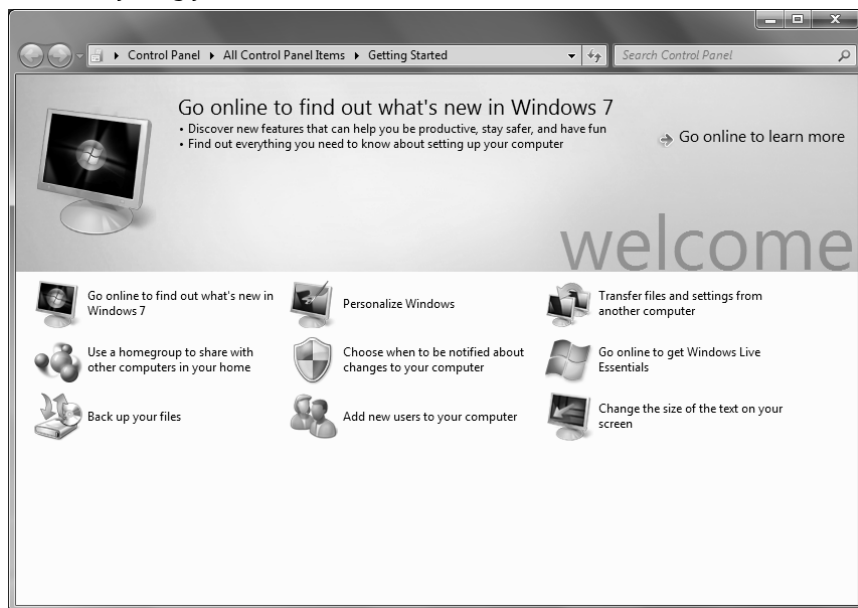 Control Panel ▸ All Control Panel Items ▸ Getting Started
Search Control Panel
Go online to find out what's new in Windows 7
• Discover new features that can help you be productive, stay safer, and have fun
• Find out everything you need to know about setting up your computer
Go online to learn more
welcome
Go online to find out what's new in
Windows 7
Personalize Windows
Transfer files and settings from
another computer
Use a homegroup to share with
other computers in your home
Choose when to be notified about
changes to your computer
Go online to get Windows Live
Essentials
Back up your files
Add new users to your computer
Change the size of the text on your
screen